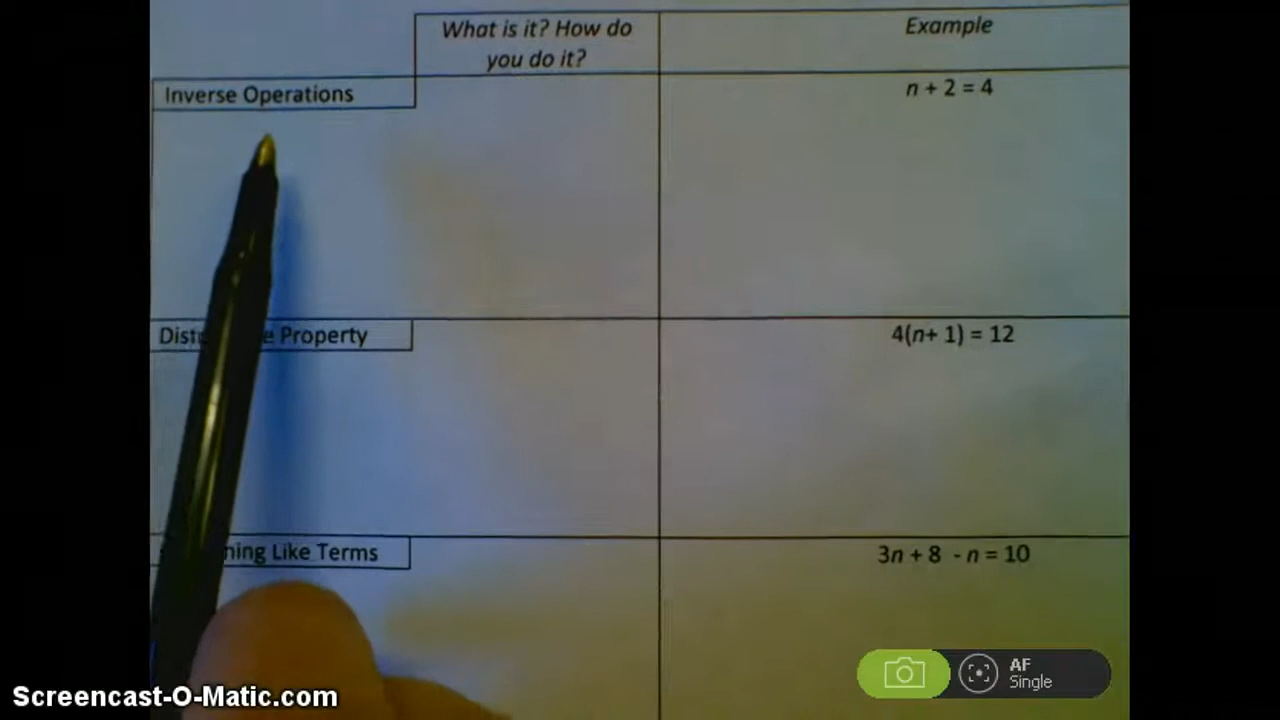 What is it? How do
you do it?
Example
Inverse Operations
n + 2 = 4
Property
4(n+ 1) = 12
Like Terms
3n + 8 - n = 10
AF
Single
Screencast-O-Matic.com